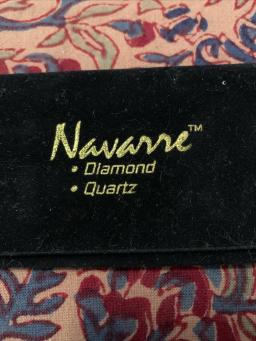 Navarre™
• Diamond
• Quartz